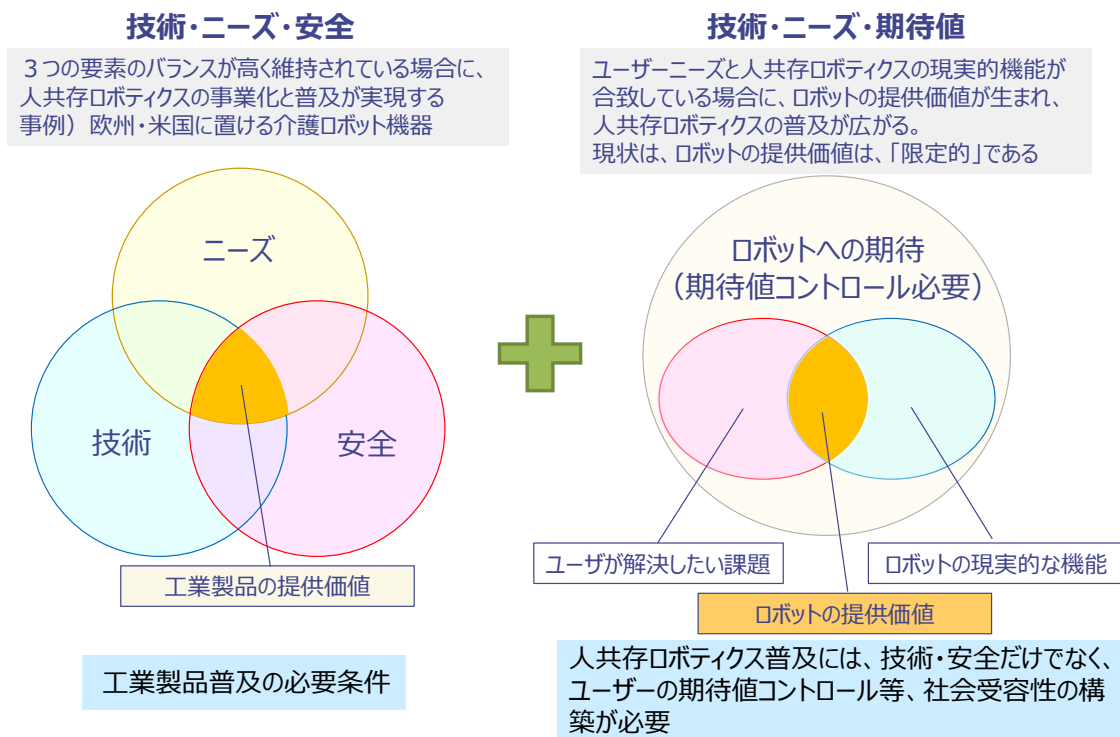 技術・ニーズ・安全
３つの要素のバランスが高く維持されている場合に、
人共存ロボティクスの事業化と普及が実現する
事例） 欧州・米国に置ける介護ロボット機器
ニーズ
技術
安全
工業製品の提供価値
工業製品普及の必要条件
技術・ニーズ・期待値
ユーザーニーズと人共存ロボティクスの現実的機能が
合致している場合に、ロボットの提供価値が生まれ、
人共存ロボティクスの普及が広がる。
現状は、ロボットの提供価値は、「限定的」である
ロボットへの期待
（期待値コントロール必要）
ユーザが解決したい課題
ロボットの現実的な機能
ロボットの提供価値
人共存ロボティクス普及には、技術・安全だけでなく、
ユーザーの期待値コントロール等、社会受容性の構
築が必要